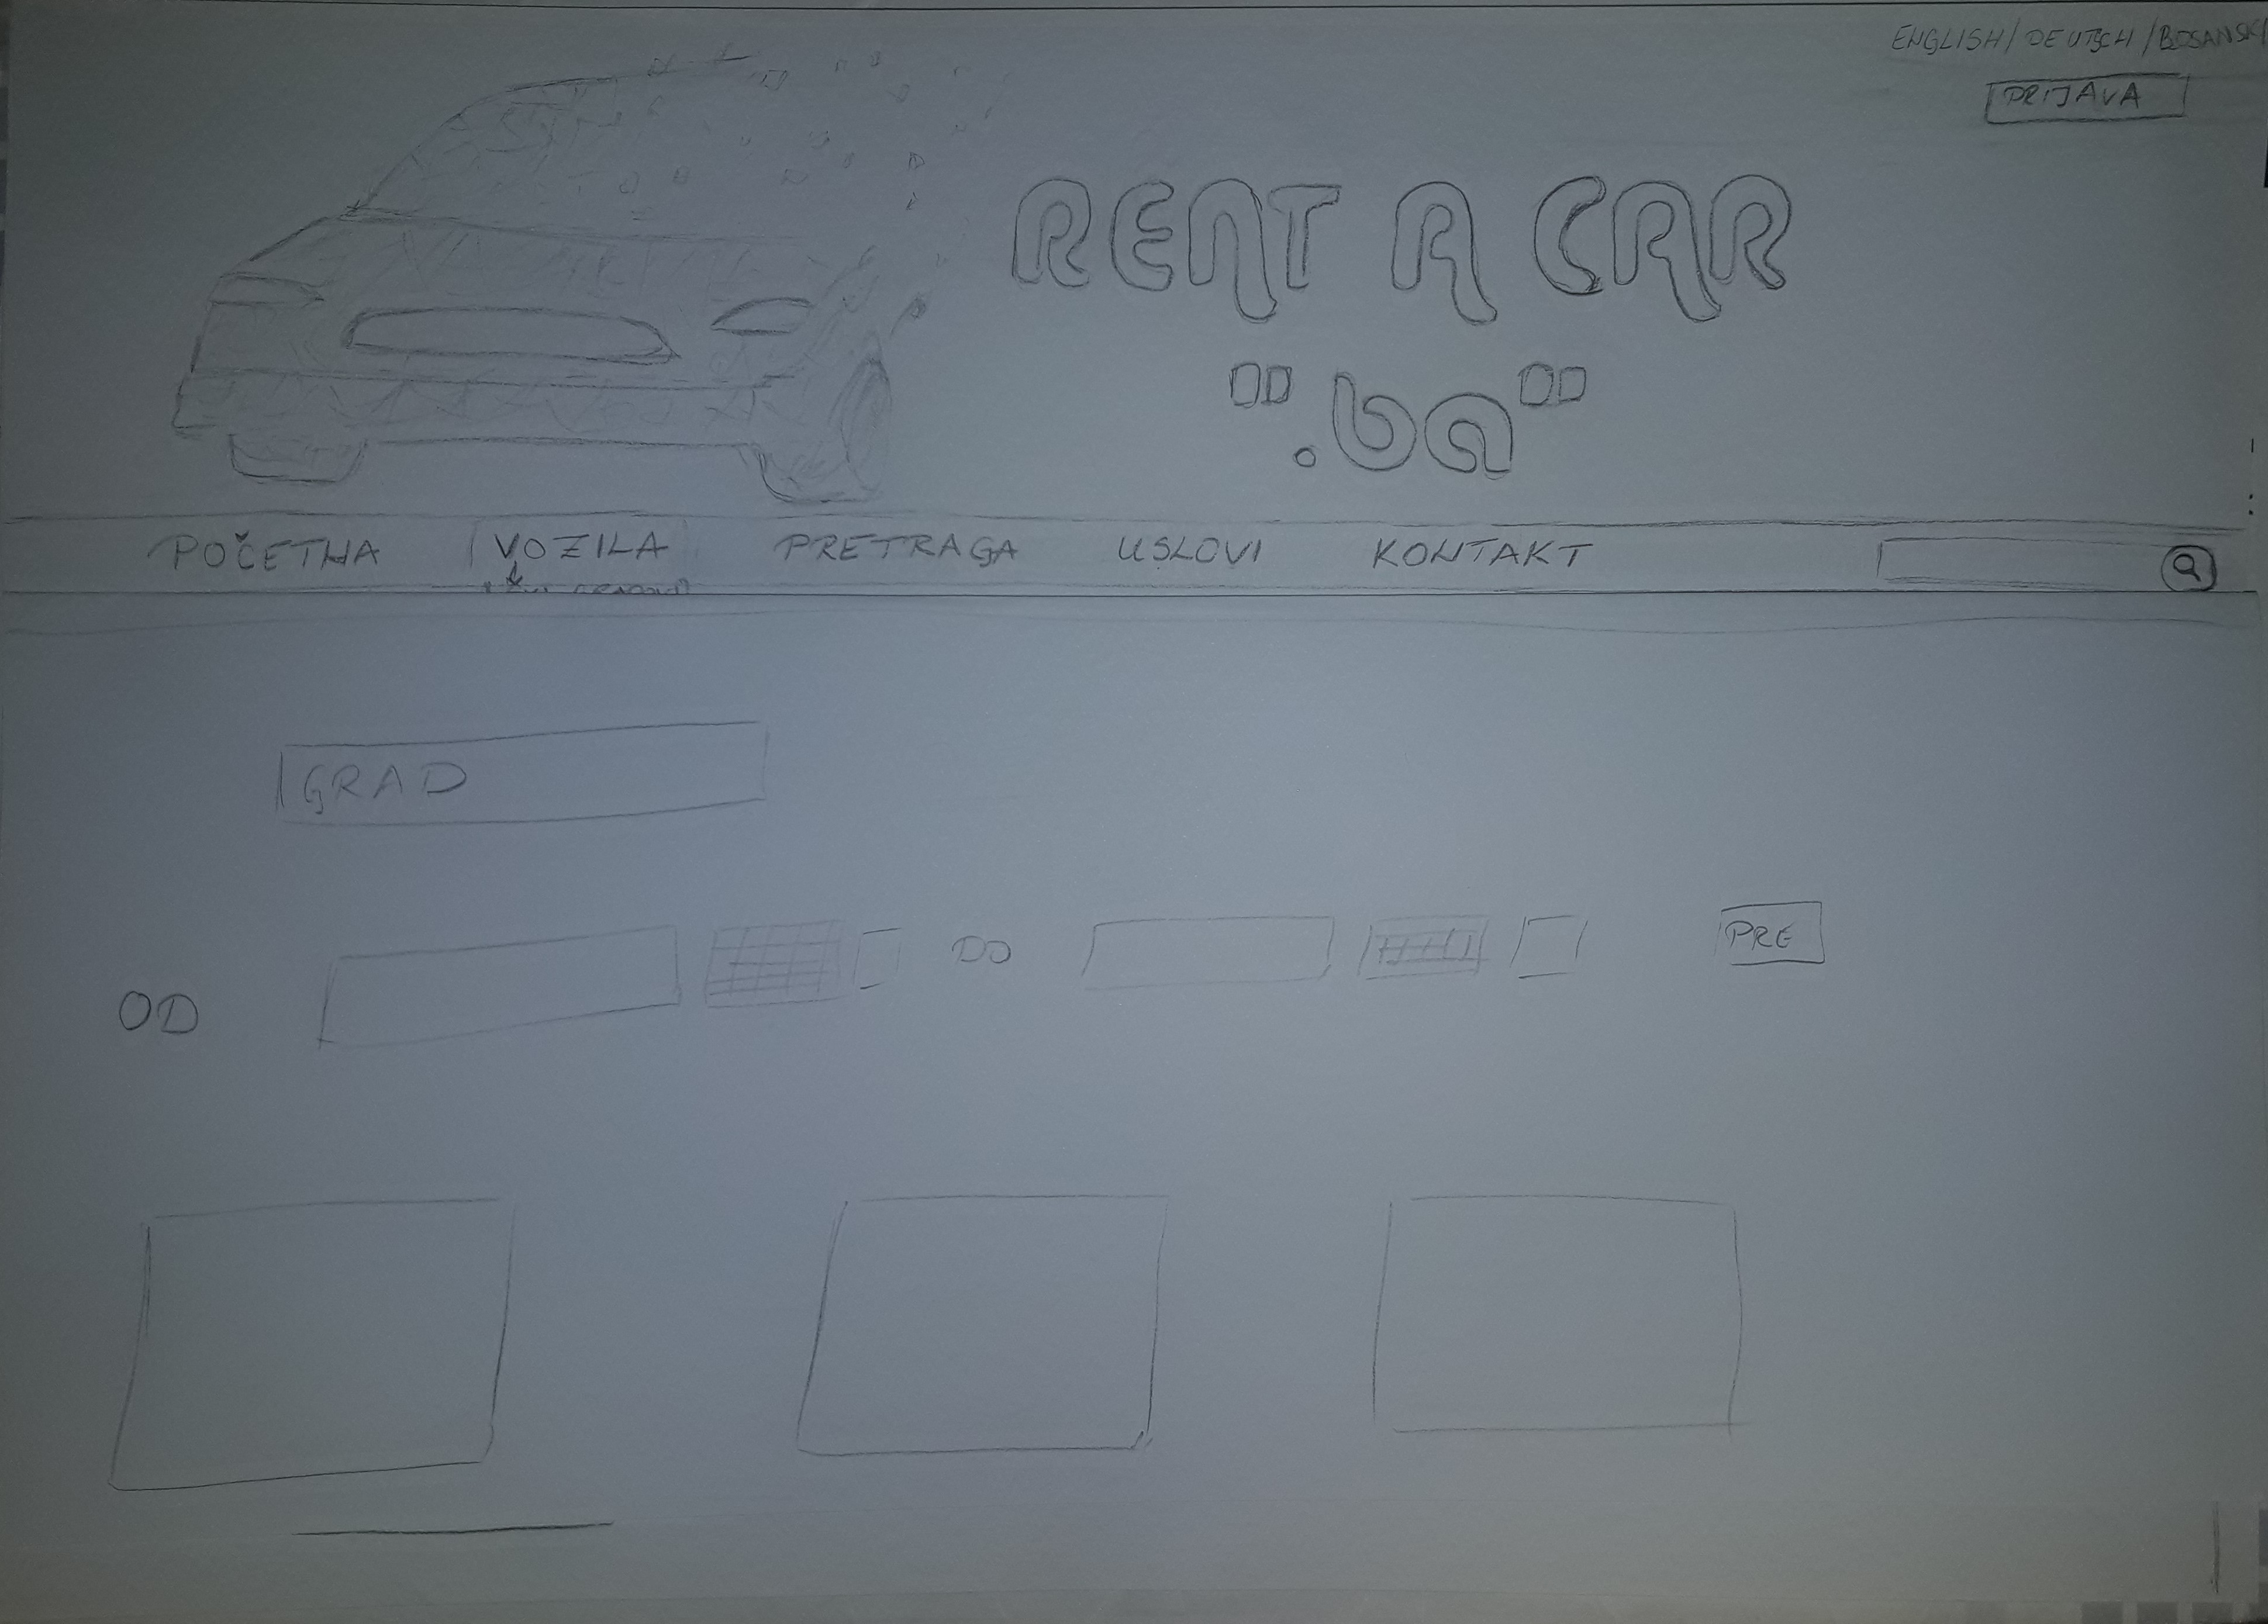 ENGLISH/DEUTSCH/BOSANSKI
PRIJAVA
RENT A CAR
".ba"
POČETNA VOZILA PRETRAGA USLOVI KONTAKT
GRAD
OD DO PRE